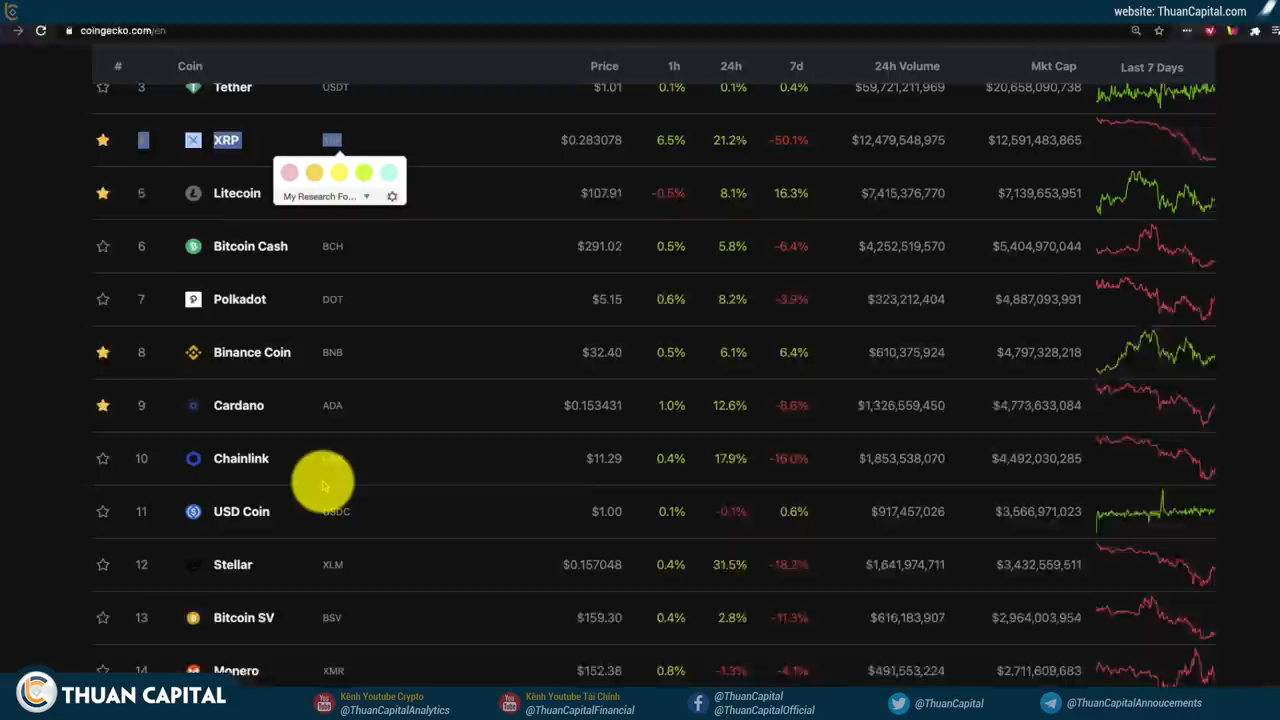 website: ThuanCapital.com
coingecko.com/en
# Coin Price 1h 24h 7d 24h Volume Mkt Cap Last 7 Days
3 Tether USDT $1.01 0.1% 0.1% 0.4% $59,721,211,969 $20,658,090,738
XRP $0.283078 6.5% 21.2% -50.1% $12,479,548,975 $12,591,483,865
My Research Fo...
5 Litecoin $107.91 -0.5% 8.1% 16.3% $7,415,376,770 $7,139,653,951
6 Bitcoin Cash BCH $291.02 0.5% 5.8% -6.4% $4,252,519,570 $5,404,970,044
7 Polkadot DOT $5.15 0.6% 8.2% -3.9% $323,212,404 $4,887,093,991
8 Binance Coin BNB $32.40 0.5% 6.1% 6.4% $610,375,924 $4,797,328,218
9 Cardano ADA $0.153431 1.0% 12.6% -8.6% $1,326,559,450 $4,773,633,084
10 Chainlink $11.29 0.4% 17.9% -16.0% $1,853,538,070 $4,492,030,285
11 USD Coin USDC $1.00 0.1% -0.1% 0.6% $917,457,026 $3,566,971,023
12 Stellar XLM $0.157048 0.4% 31.5% -18.2% $1,641,974,711 $3,432,559,511
13 Bitcoin SV BSV $159.30 0.4% 2.8% -11.3% $616,183,907 $2,964,003,954
14 Monero XMR $152.38 0.8% -1.3% -4.1% $491,553,224 $2,711,609,683
THUAN CAPITAL
Kênh Youtube Crypto
@ThuanCapitalAnalytics
Kênh Youtube Tài Chính
@ThuanCapitalFinancial
@ThuanCapital
@ThuanCapitalOfficial
@ThuanCapital
@ThuanCapitalAnnoucements